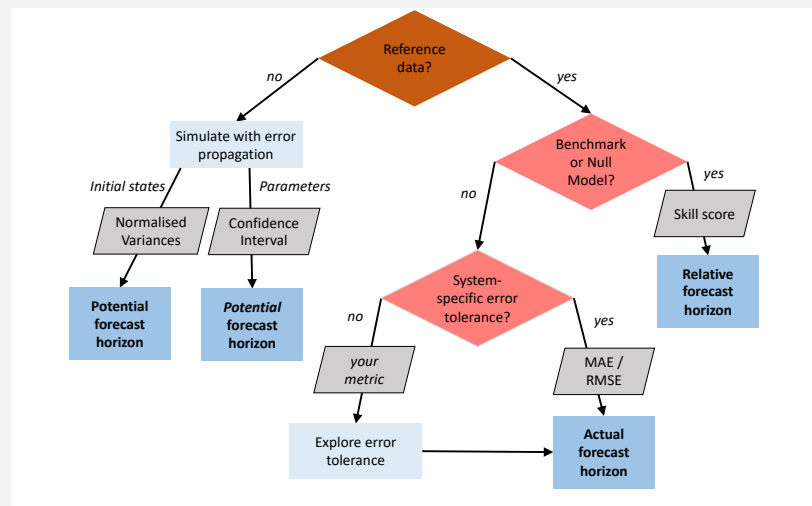 Reference
data?
no
yes
Simulate with error
propagation
Benchmark
or Null
Model?
Initial states
Parameters
no
yes
Normalised
Variances
Confidence
Interval
Skill score
Potential
forecast
horizon
Potential
forecast
horizon
System-
specific error
tolerance?
Relative
forecast
horizon
no
yes
your
metric
MAE /
RMSE
Explore error
tolerance
Actual
forecast
horizon